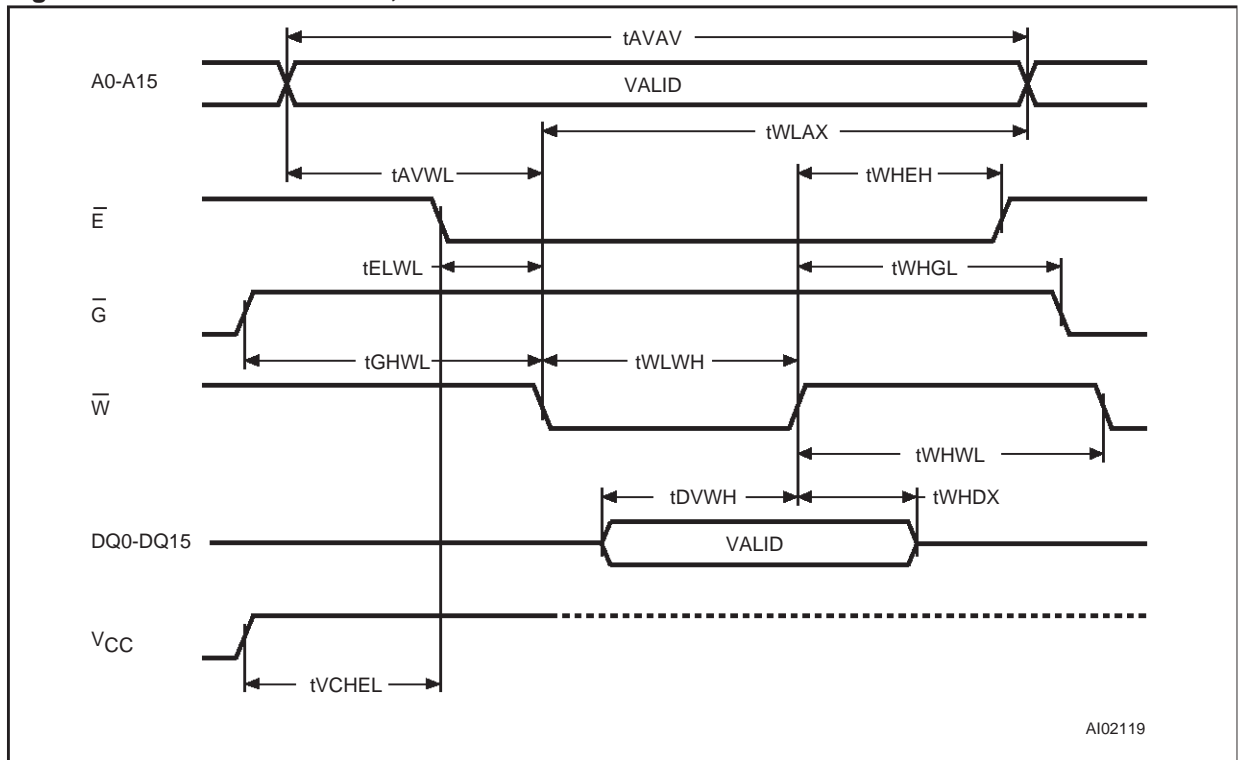 tAVAV
A0-A15 VALID
tWLAX
tAVWL tWHEH
E
tELWL tWHGL
G
tGHWL tWLWH
W
tWHWL
tDVWH tWHDX
DQ0-DQ15 VALID
VCC
tVCHEL
AI02119